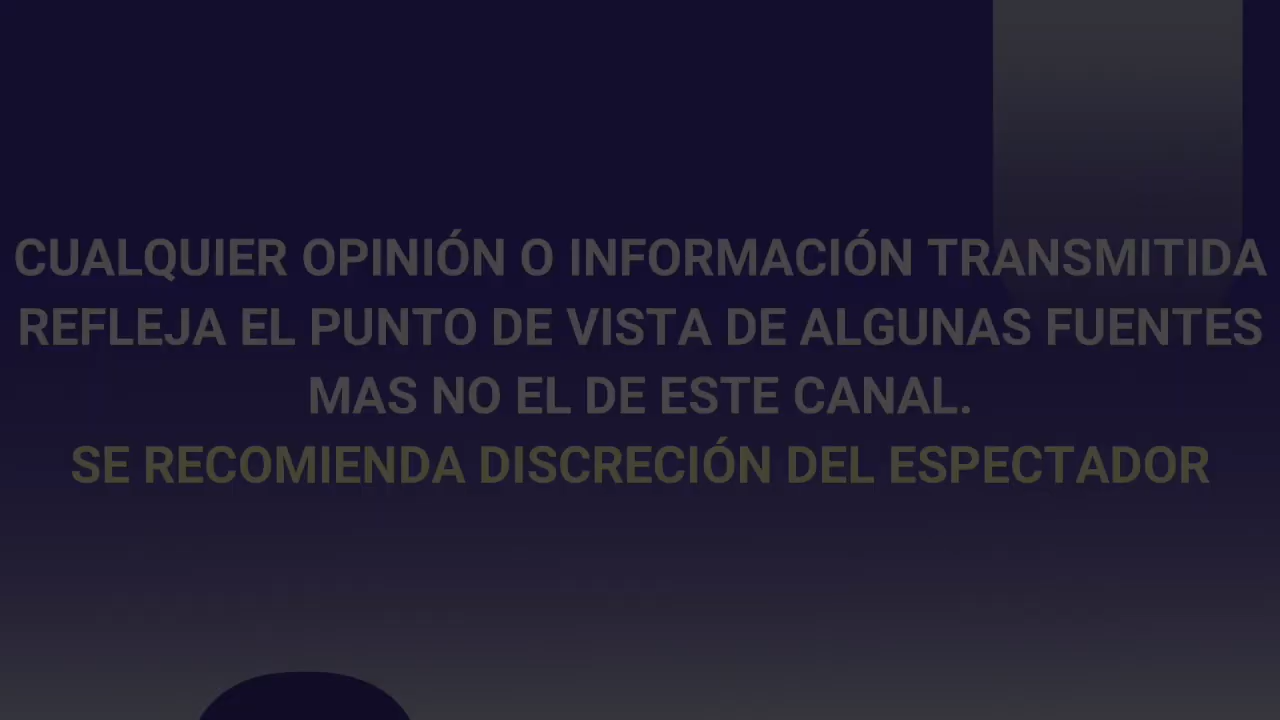 CUALQUIER OPINIÓN O INFORMACIÓN TRANSMITIDA
REFLEJA EL PUNTO DE VISTA DE ALGUNAS FUENTES
MAS NO EL DE ESTE CANAL.
SE RECOMIENDA DISCRECIÓN DEL ESPECTADOR